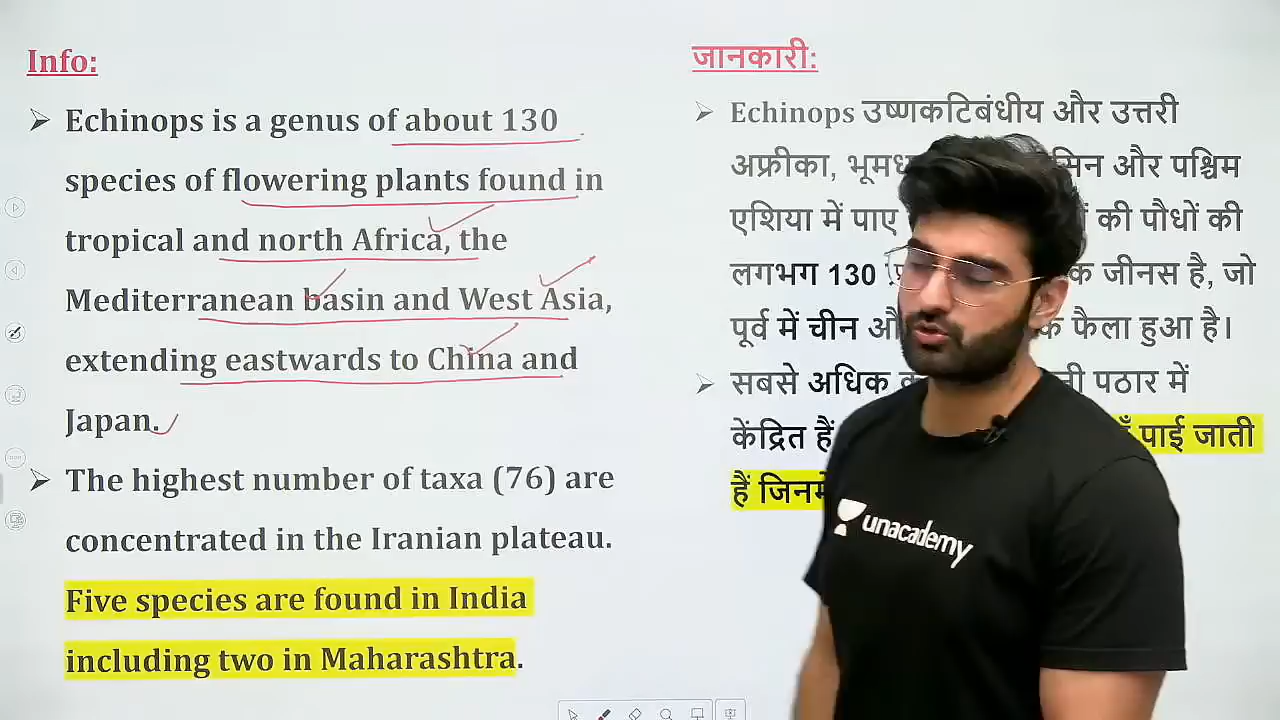 Info:
Echinops is a genus of about 130
species of flowering plants found in
tropical and north Africa, the
Mediterranean basin and West Asia,
extending eastwards to China and
Japan.
The highest number of taxa (76) are
concentrated in the Iranian plateau.
Five species are found in India
including two in Maharashtra.
जानकारी:
Echinops उष्णकटिबंधीय और उत्तरी
अफ्रीका, और पश्चिम
एशिया में पाए की पौधों की
लगभग 130 जीनस है, जो
पूर्व में चीन फैला हुआ है।
सबसे अधिक पठार में
केंद्रित हैं पाई जाती
हैं
unacademy